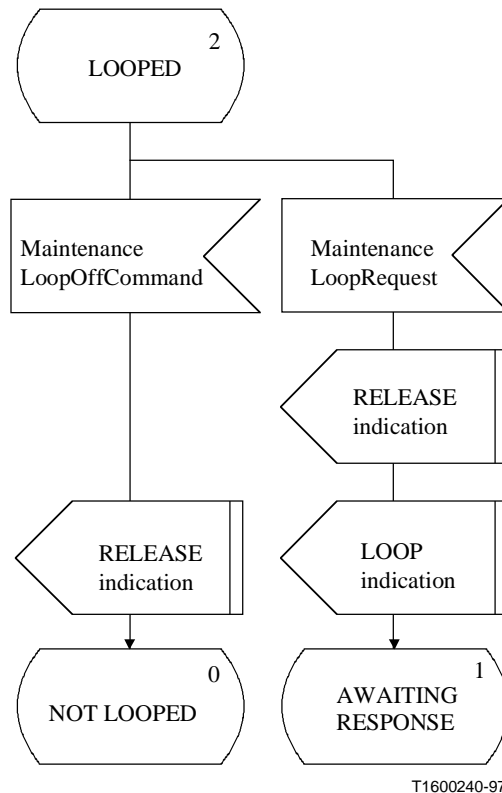 2
LOOPED
Maintenance
LoopOffCommand
Maintenance
LoopRequest
RELEASE
indication
RELEASE
indication
LOOP
indication
0
NOT LOOPED
1
AWAITING
RESPONSE
T1600240-97